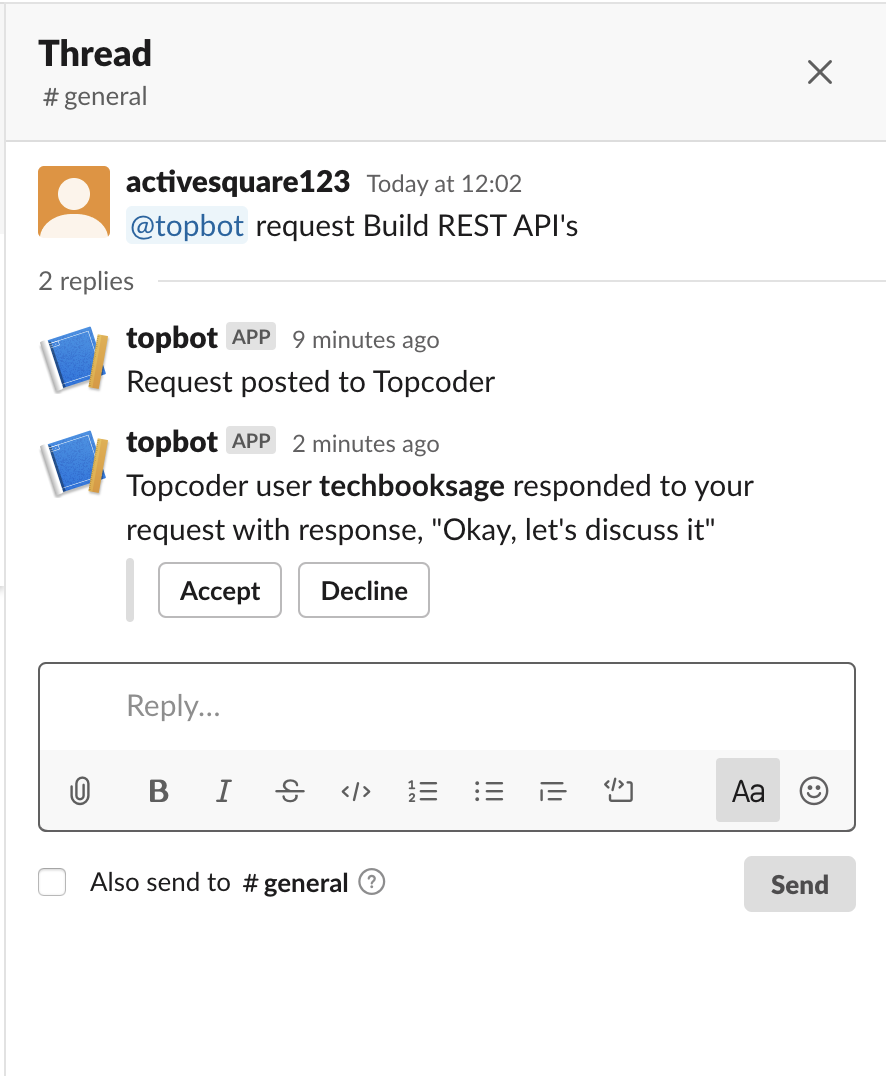 Thread
# general
activesquare123 Today at 12:02
@topbot request Build REST API's
2 replies
topbot APP 9 minutes ago
Request posted to Topcoder
topbot APP 2 minutes ago
Topcoder user techbooksage responded to your
request with response, "Okay, let's discuss it"
Accept Decline
Reply...
B I S </> Aa
Also send to # general ?
Send